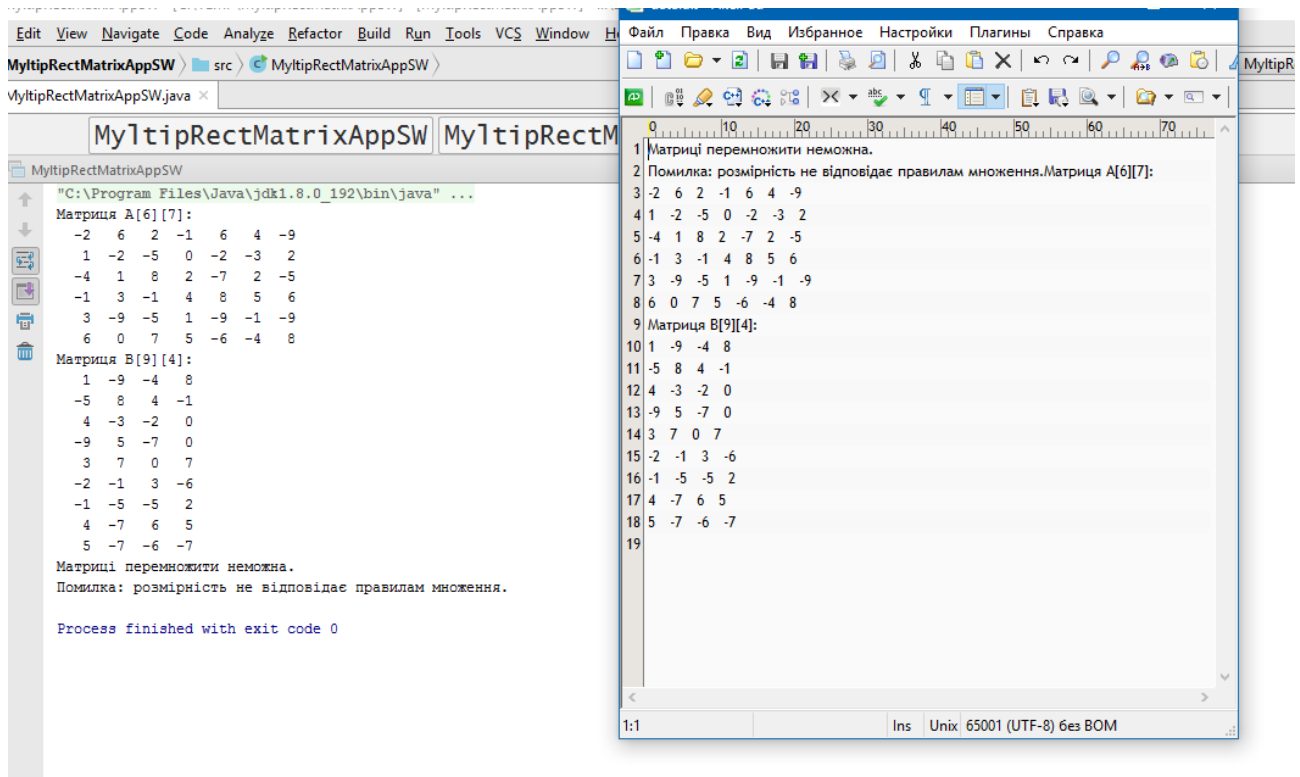 Edit View Navigate Code Analyze Refactor Build Run Tools VCS Window
MyltipRectMatrixAppSW src MyltipRectMatrixAppSW
MyltipRectMatrixAppSW.java
MyltipRectMatrixAppSW MyltipRectM
MyltipRectMatrixAppSW
"C:\Program Files\Java\jdk1.8.0_192\bin\java" ...
Матриця A[6][7]:
-2 6 2 -1 6 4 -9
1 -2 -5 0 -2 -3 2
-4 1 8 2 -7 2 -5
-1 3 -1 4 8 5 6
3 -9 -5 1 -9 -1 -9
6 0 7 5 -6 -4 8
Матриця B[9][4]:
1 -9 -4 8
-5 8 4 -1
4 -3 -2 0
-9 5 -7 0
3 7 0 7
-2 -1 3 -6
-1 -5 -5 2
4 -7 6 5
5 -7 -6 -7
Матриці перемножити неможна.
Помилка: розмірність не відповідає правилам множення.
Process finished with exit code 0
Файл Правка Вид Избранное Настройки Плагины Справка
MyltipR
0 10 20 30 40 50 60 70
1 Матриці перемножити неможна.
2 Помилка: розмірність не відповідає правилам множення.Матриця A[6][7]:
3 -2 6 2 -1 6 4 -9
4 1 -2 -5 0 -2 -3 2
5 -4 1 8 2 -7 2 -5
6 -1 3 -1 4 8 5 6
7 3 -9 -5 1 -9 -1 -9
8 6 0 7 5 -6 -4 8
9 Матриця B[9][4]:
10 1 -9 -4 8
11 -5 8 4 -1
12 4 -3 -2 0
13 -9 5 -7 0
14 3 7 0 7
15 -2 -1 3 -6
16 -1 -5 -5 2
17 4 -7 6 5
18 5 -7 -6 -7
19
1:1 Ins Unix 65001 (UTF-8) без BOM